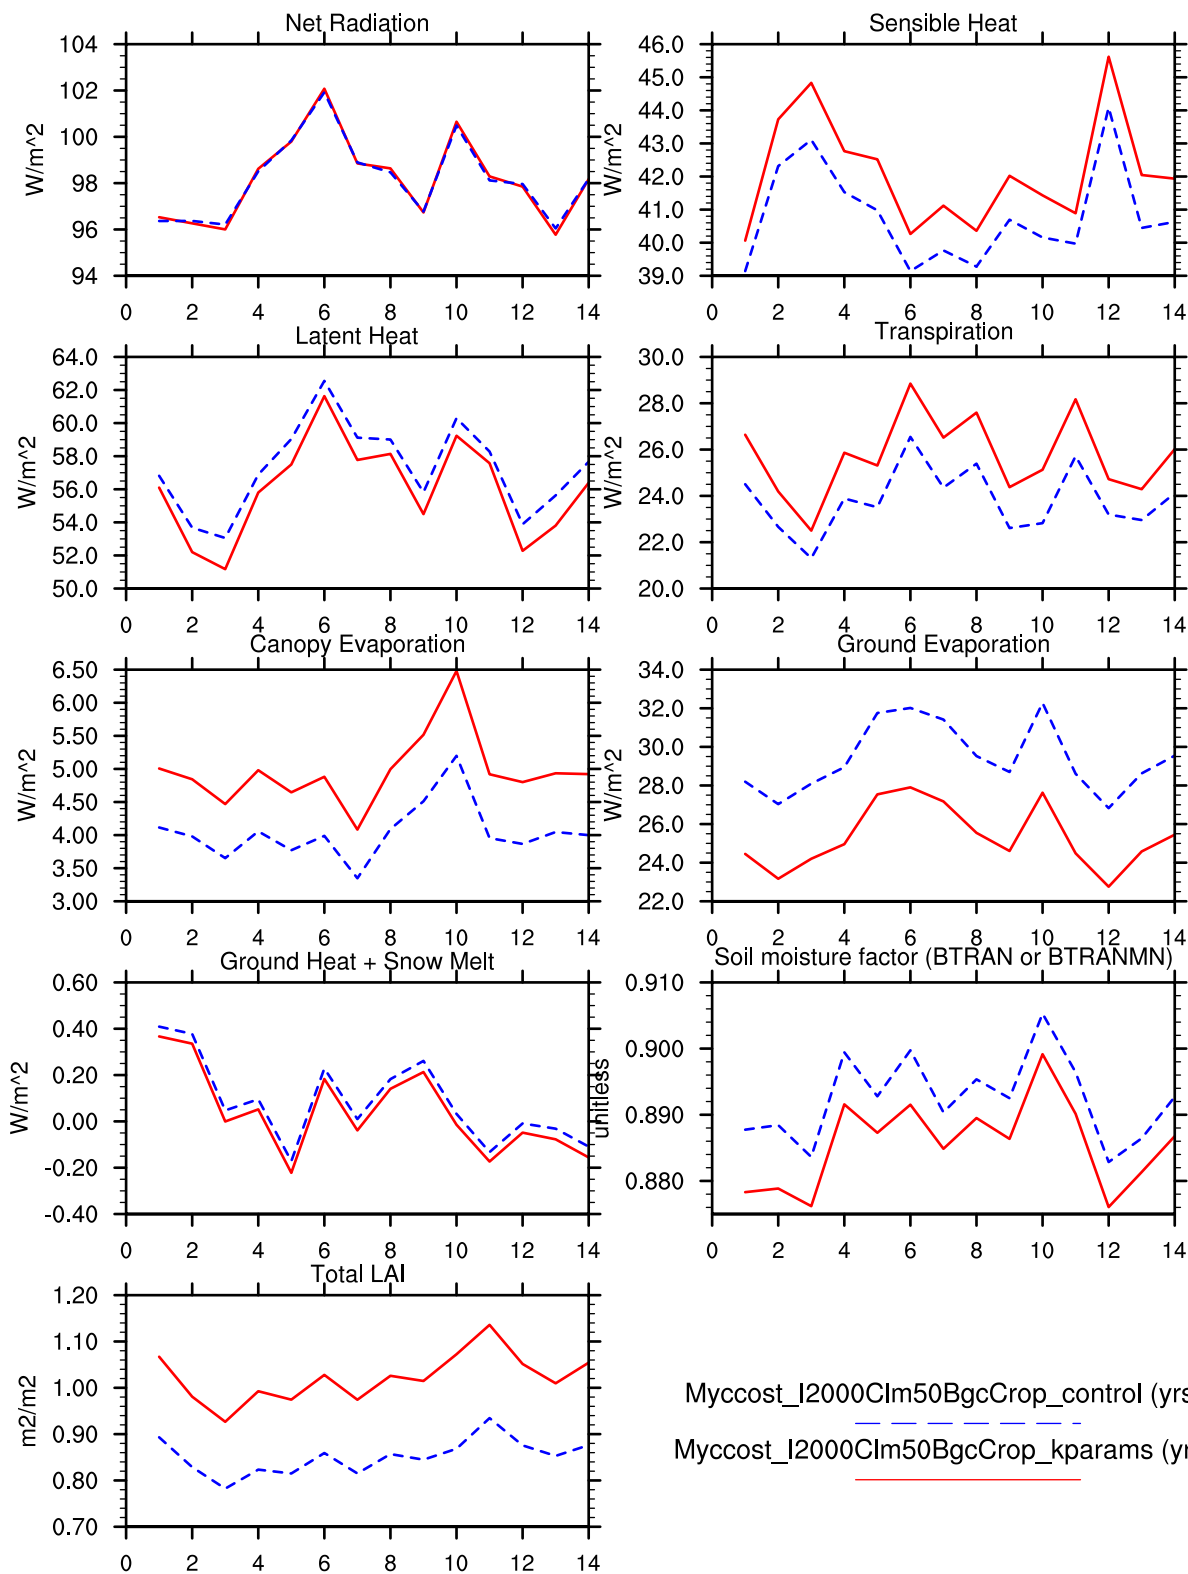 Net Radiation
W/m^2
104
102
100
98
96
94
0 2 4 6 8 10 12 14
Sensible Heat
W/m^2
46.0
45.0
44.0
43.0
42.0
41.0
40.0
39.0
0 2 4 6 8 10 12 14
Latent Heat
W/m^2
64.0
62.0
60.0
58.0
56.0
54.0
52.0
50.0
0 2 4 6 8 10 12 14
Transpiration
W/m^2
30.0
28.0
26.0
24.0
22.0
20.0
0 2 4 6 8 10 12 14
Canopy Evaporation
W/m^2
6.50
6.00
5.50
5.00
4.50
4.00
3.50
3.00
0 2 4 6 8 10 12 14
Ground Evaporation
W/m^2
34.0
32.0
30.0
28.0
26.0
24.0
22.0
0 2 4 6 8 10 12 14
Ground Heat + Snow Melt
W/m^2
0.60
0.40
0.20
0.00
-0.20
-0.40
0 2 4 6 8 10 12 14
Soil moisture factor (BTRAN or BTRANMN)
unitless
0.910
0.900
0.890
0.880
0 2 4 6 8 10 12 14
Total LAI
m2/m2
1.20
1.10
1.00
0.90
0.80
0.70
0 2 4 6 8 10 12 14
Myccost_I2000Clm50BgcCrop_control (yrs
Myccost_I2000Clm50BgcCrop_kparams (yr